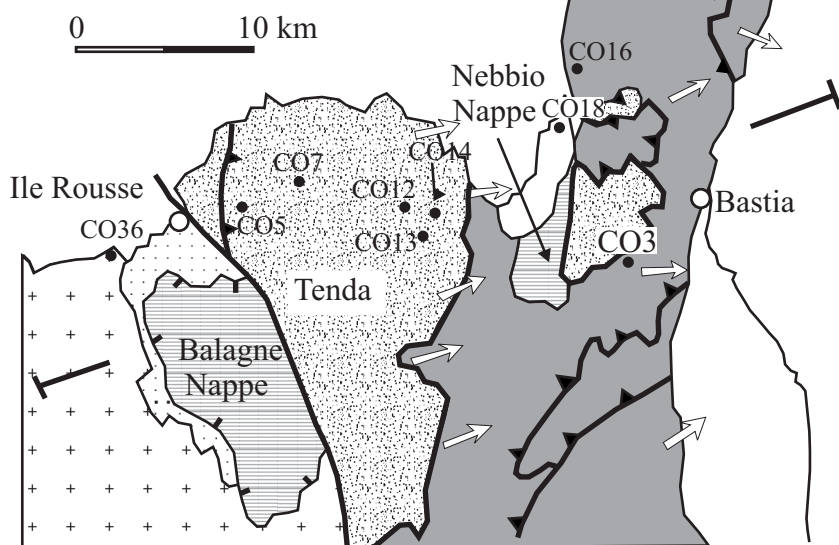 0 10 km
CO16
Nebbio
Nappe CO18
CO14
CO7
Ile Rousse
CO12
Bastia
CO5
CO36
CO13
CO3
Tenda
Balagne
Nappe